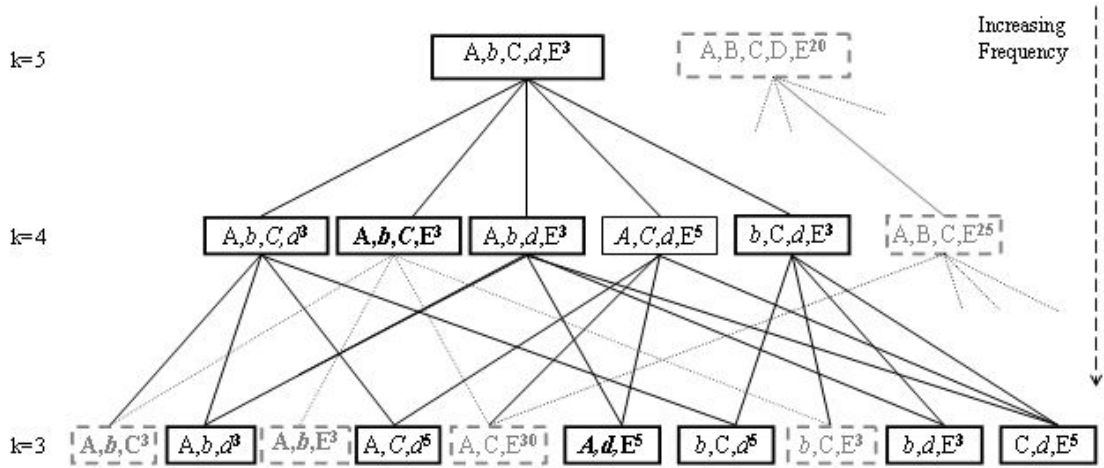 Increasing
Frequency
k=5
A,b,C,d,E³
A,B,C,D,E²⁰
k=4
A,b,C,d³
A,b,C,E³
A,b,d,E³
A,C,d,E⁵
b,C,d,E³
A,B,C,E²⁵
k=3
A,b,C³
A,b,d³
A,b,E³
A,C,d⁵
A,C,E³⁰
A,d,E⁵
b,C,d⁵
b,C,E³
b,d,E³
C,d,E⁵